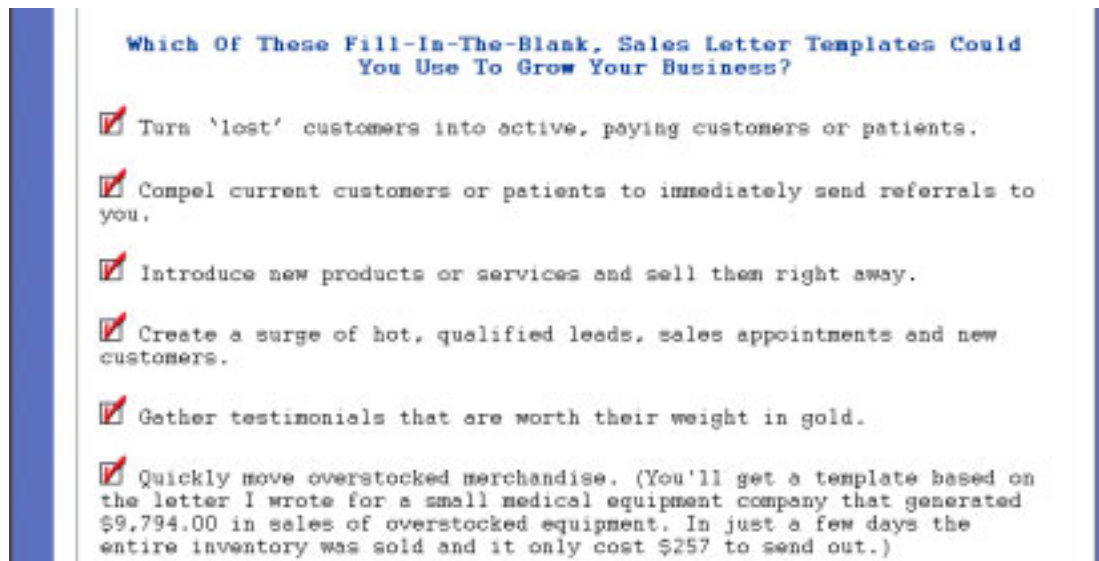 Which Of These Fill-In-The-Blank, Sales Letter Templates Could
You Use To Grow Your Business?
Turn 'lost' customers into active, paying customers or patients.
Compel current customers or patients to immediately send referrals to
you.
Introduce new products or services and sell them right away.
Create a surge of hot, qualified leads, sales appointments and new
customers.
Gather testimonials that are worth their weight in gold.
Quickly move overstocked merchandise. (You'll get a template based on
the letter I wrote for a small medical equipment company that generated
$9,794.00 in sales of overstocked equipment. In just a few days the
entire inventory was sold and it only cost $257 to send out.)